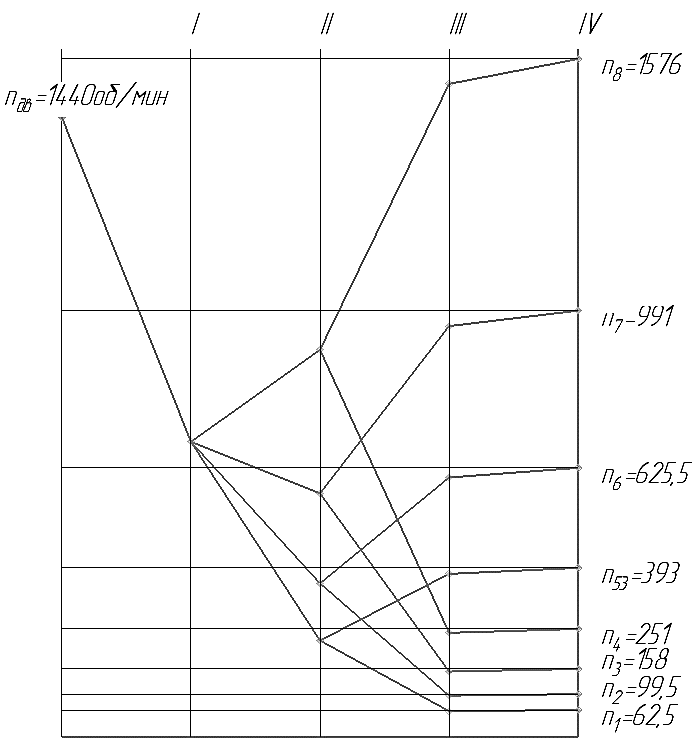 I II III IV
n8=1576
nдв=1440об/мин
n7=991
n6=625,5
n53=393
n4=251
n3=158
n2=99,5
n1=62,5